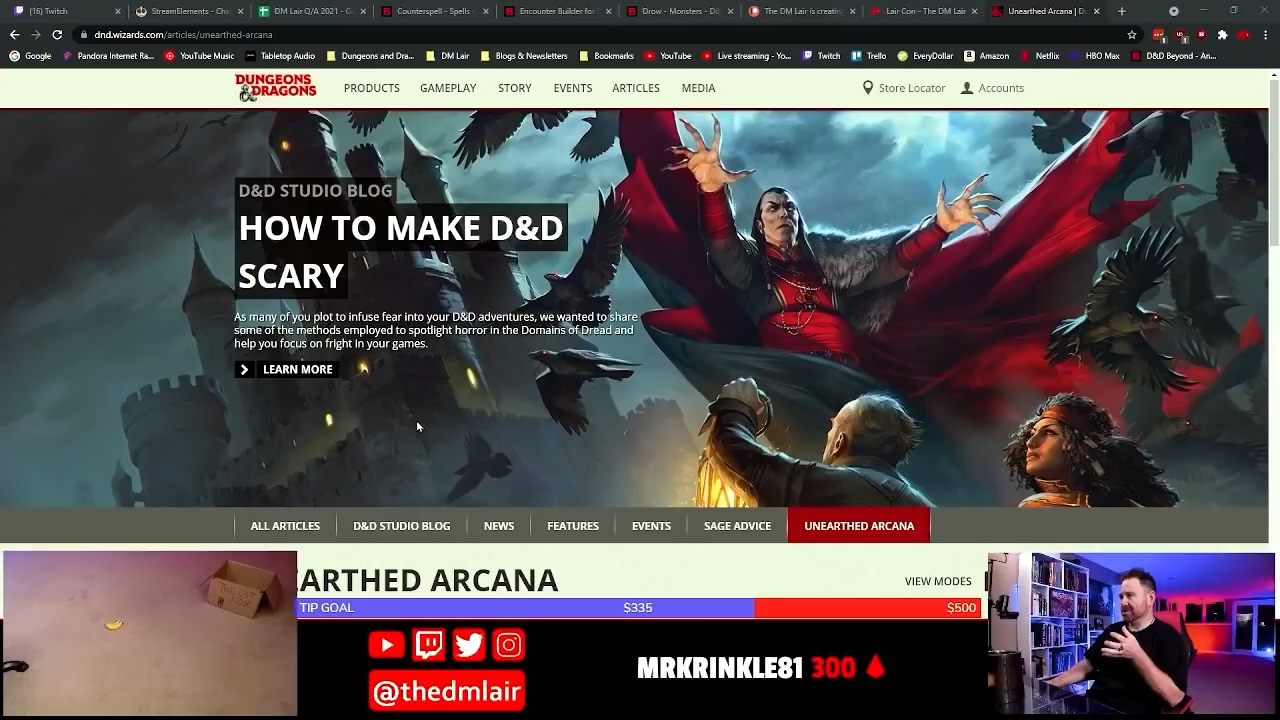 Twitch
StreamElements - Cha
DM Lair Q/A 2021 - G
Counterspell - Spells -
Encounter Builder for
Drow - Monsters - D&
The DM Lair is creating
Lair Con - The DM Lair
Unearthed Arcana | D
dnd.wizards.com/articles/unearthed-arcana
Google
Pandora Internet Ra...
YouTube Music
Tabletop Audio
Dungeons and Dra...
DM Lair
Blogs & Newsletters
Bookmarks
YouTube
Live streaming - Yo...
Twitch
Trello
EveryDollar
Amazon
Netflix
HBO Max
D&D Beyond - An...
DUNGEONS
& DRAGONS
PRODUCTS
GAMEPLAY
STORY
EVENTS
ARTICLES
MEDIA
Store Locator
Accounts
D&D STUDIO BLOG
HOW TO MAKE D&D
SCARY
As many of you plot to infuse fear into your D&D adventures, we wanted to share
some of the methods employed to spotlight horror in the Domains of Dread and
help you focus on fright in your games.
LEARN MORE
ALL ARTICLES
D&D STUDIO BLOG
NEWS
FEATURES
EVENTS
SAGE ADVICE
UNEARTHED ARCANA
ARTHED ARCANA
VIEW MODES
TIP GOAL
$335
$500
@thedmlair
MRKRINKLE81 300